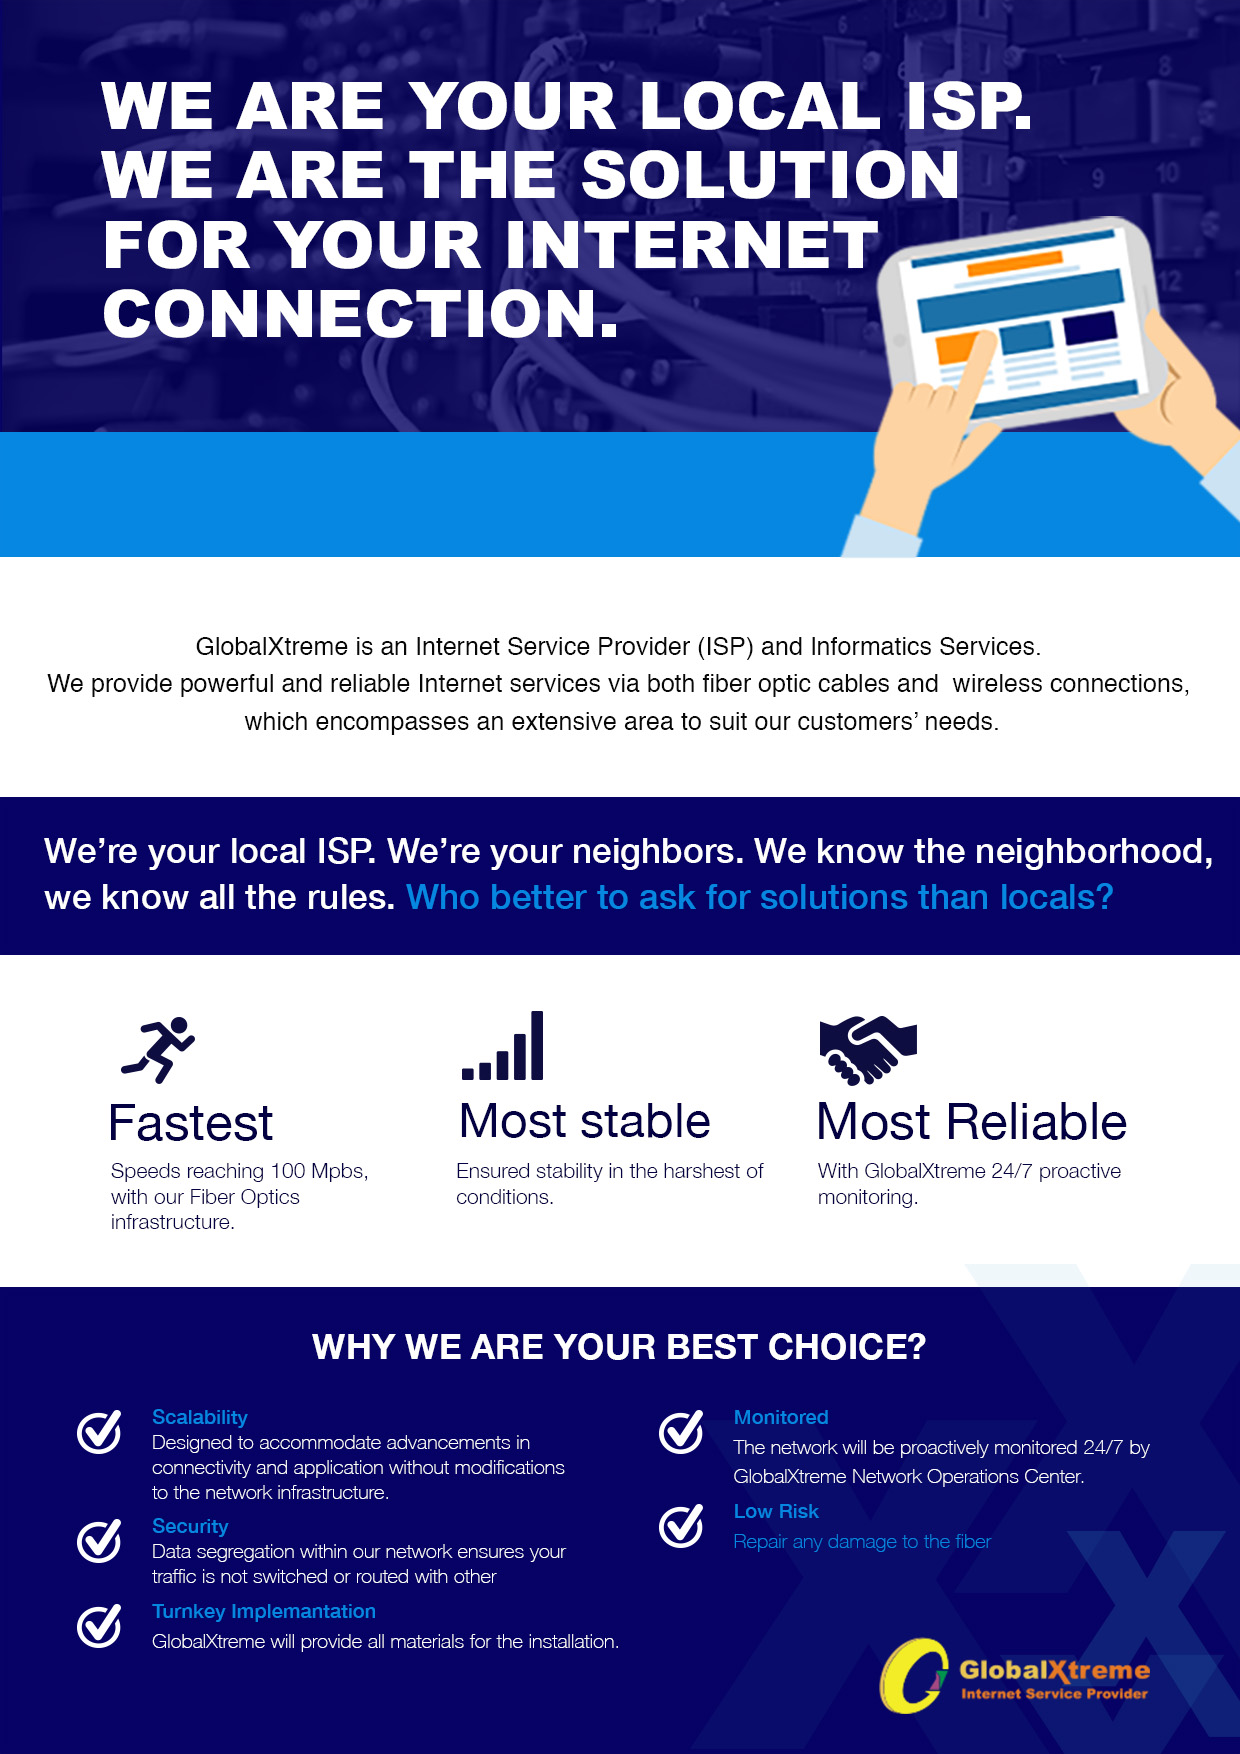 WE ARE YOUR LOCAL ISP.
WE ARE THE SOLUTION
FOR YOUR INTERNET
CONNECTION.
6
7
8
9
10
11
12
12
GlobalXtreme is an Internet Service Provider (ISP) and Informatics Services.
We provide powerful and reliable Internet services via both fiber optic cables and wireless connections,
which encompasses an extensive area to suit our customers’ needs.
We’re your local ISP. We’re your neighbors. We know the neighborhood,
we know all the rules. Who better to ask for solutions than locals?
Fastest
Speeds reaching 100 Mpbs,
with our Fiber Optics
infrastructure.
Most stable
Ensured stability in the harshest of
conditions.
Most Reliable
With GlobalXtreme 24/7 proactive
monitoring.
WHY WE ARE YOUR BEST CHOICE?
Scalability
Designed to accommodate advancements in
connectivity and application without modifications
to the network infrastructure.
Security
Data segregation within our network ensures your
traffic is not switched or routed with other
Turnkey Implemantation
GlobalXtreme will provide all materials for the installation.
Monitored
The network will be proactively monitored 24/7 by
GlobalXtreme Network Operations Center.
Low Risk
Repair any damage to the fiber
GlobalXtreme
Internet Service Provider